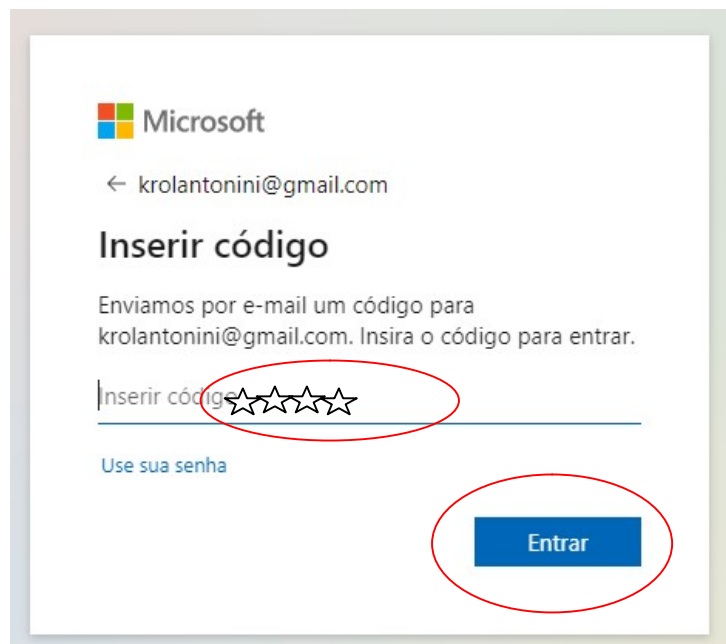 Microsoft
← krolantonini@gmail.com
Inserir código
Enviamos por e-mail um código para
krolantonini@gmail.com. Insira o código para entrar.
Inserir código
Use sua senha
Entrar